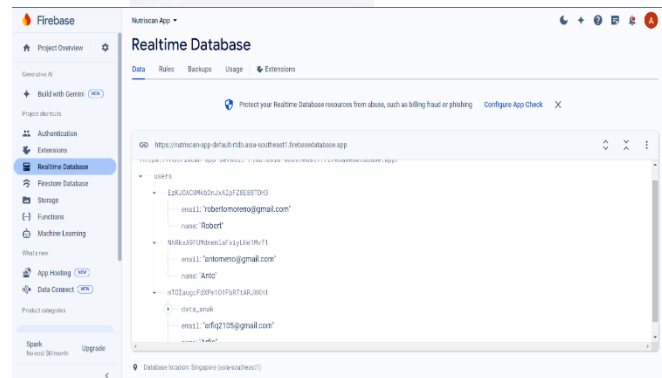 Firebase
Nutriscan App
A
Project Overview
Realtime Database
Data Rules Backups Usage Extensions
Generative AI
Build with Gemini NEW
Protect your Realtime Database resources from abuse, such as billing fraud or phishing Configure App Check
Project shortcuts
Authentication
Extensions
Realtime Database
Firestore Database
Storage
Functions
Machine Learning
What's new
App Hosting NEW
Data Connect NEW
Product categories
Spark
No-cost $0/month
Upgrade
https://nutriscan-app-default-rtdb.asia-southeast1.firebasedatabase.app
users
email: "robertomoreno@gmail.com"
name: "Robert"
email: "antomeno@gmail.com"
name: "Anto"
data_anak
email: "arfiq2105@gmail.com"
Database location: Singapore (asia-southeast1)